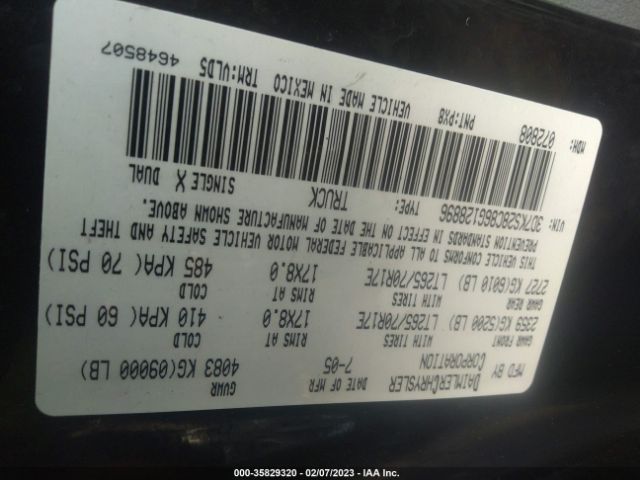 MFD BY DAIMLERCHRYSLER DATE OF MFR GVWR
CORPORATION 7-05 4083 KG(09000 LB)
GAWR FRONT WITH TIRES RIMS AT COLD
2359 KG(5200 LB) LT265/70R17E 17X8.0 410 KPA( 60 PSI)
GAWR REAR WITH TIRES RIMS AT COLD
2727 KG(6010 LB) LT265/70R17E 17X8.0 485 KPA( 70 PSI)
THIS VEHICLE CONFORMS TO ALL APPLICABLE FEDERAL MOTOR VEHICLE SAFETY AND THEFT
PREVENTION STANDARDS IN EFFECT ON THE DATE OF MANUFACTURE SHOWN ABOVE.
VIN: 3D7KS28C86G128896 TYPE: TRUCK SINGLE X DUAL
MDH: 072808 PNT:PXB VEHICLE MADE IN MEXICO TRM:VLD5 4648507
000-35829320 - 02/07/2023 - IAA Inc.